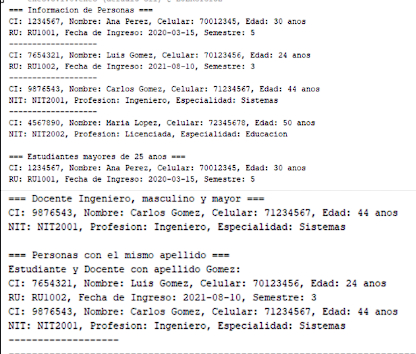 === Informacion de Personas ===
CI: 1234567, Nombre: Ana Perez, Celular: 70012345, Edad: 30 anos
RU: RU1001, Fecha de Ingreso: 2020-03-15, Semestre: 5
-------------------
CI: 7654321, Nombre: Luis Gomez, Celular: 70123456, Edad: 24 anos
RU: RU1002, Fecha de Ingreso: 2021-08-10, Semestre: 3
-------------------
CI: 9876543, Nombre: Carlos Gomez, Celular: 71234567, Edad: 44 anos
NIT: NIT2001, Profesion: Ingeniero, Especialidad: Sistemas
-------------------
CI: 4567890, Nombre: Maria Lopez, Celular: 72345678, Edad: 50 anos
NIT: NIT2002, Profesion: Licenciada, Especialidad: Educacion
=== Estudiantes mayores de 25 anos ===
CI: 1234567, Nombre: Ana Perez, Celular: 70012345, Edad: 30 anos
RU: RU1001, Fecha de Ingreso: 2020-03-15, Semestre: 5
=== Docente Ingeniero, masculino y mayor ===
CI: 9876543, Nombre: Carlos Gomez, Celular: 71234567, Edad: 44 anos
NIT: NIT2001, Profesion: Ingeniero, Especialidad: Sistemas
=== Personas con el mismo apellido ===
Estudiante y Docente con apellido Gomez:
CI: 7654321, Nombre: Luis Gomez, Celular: 70123456, Edad: 24 anos
RU: RU1002, Fecha de Ingreso: 2021-08-10, Semestre: 3
CI: 9876543, Nombre: Carlos Gomez, Celular: 71234567, Edad: 44 anos
NIT: NIT2001, Profesion: Ingeniero, Especialidad: Sistemas
-------------------